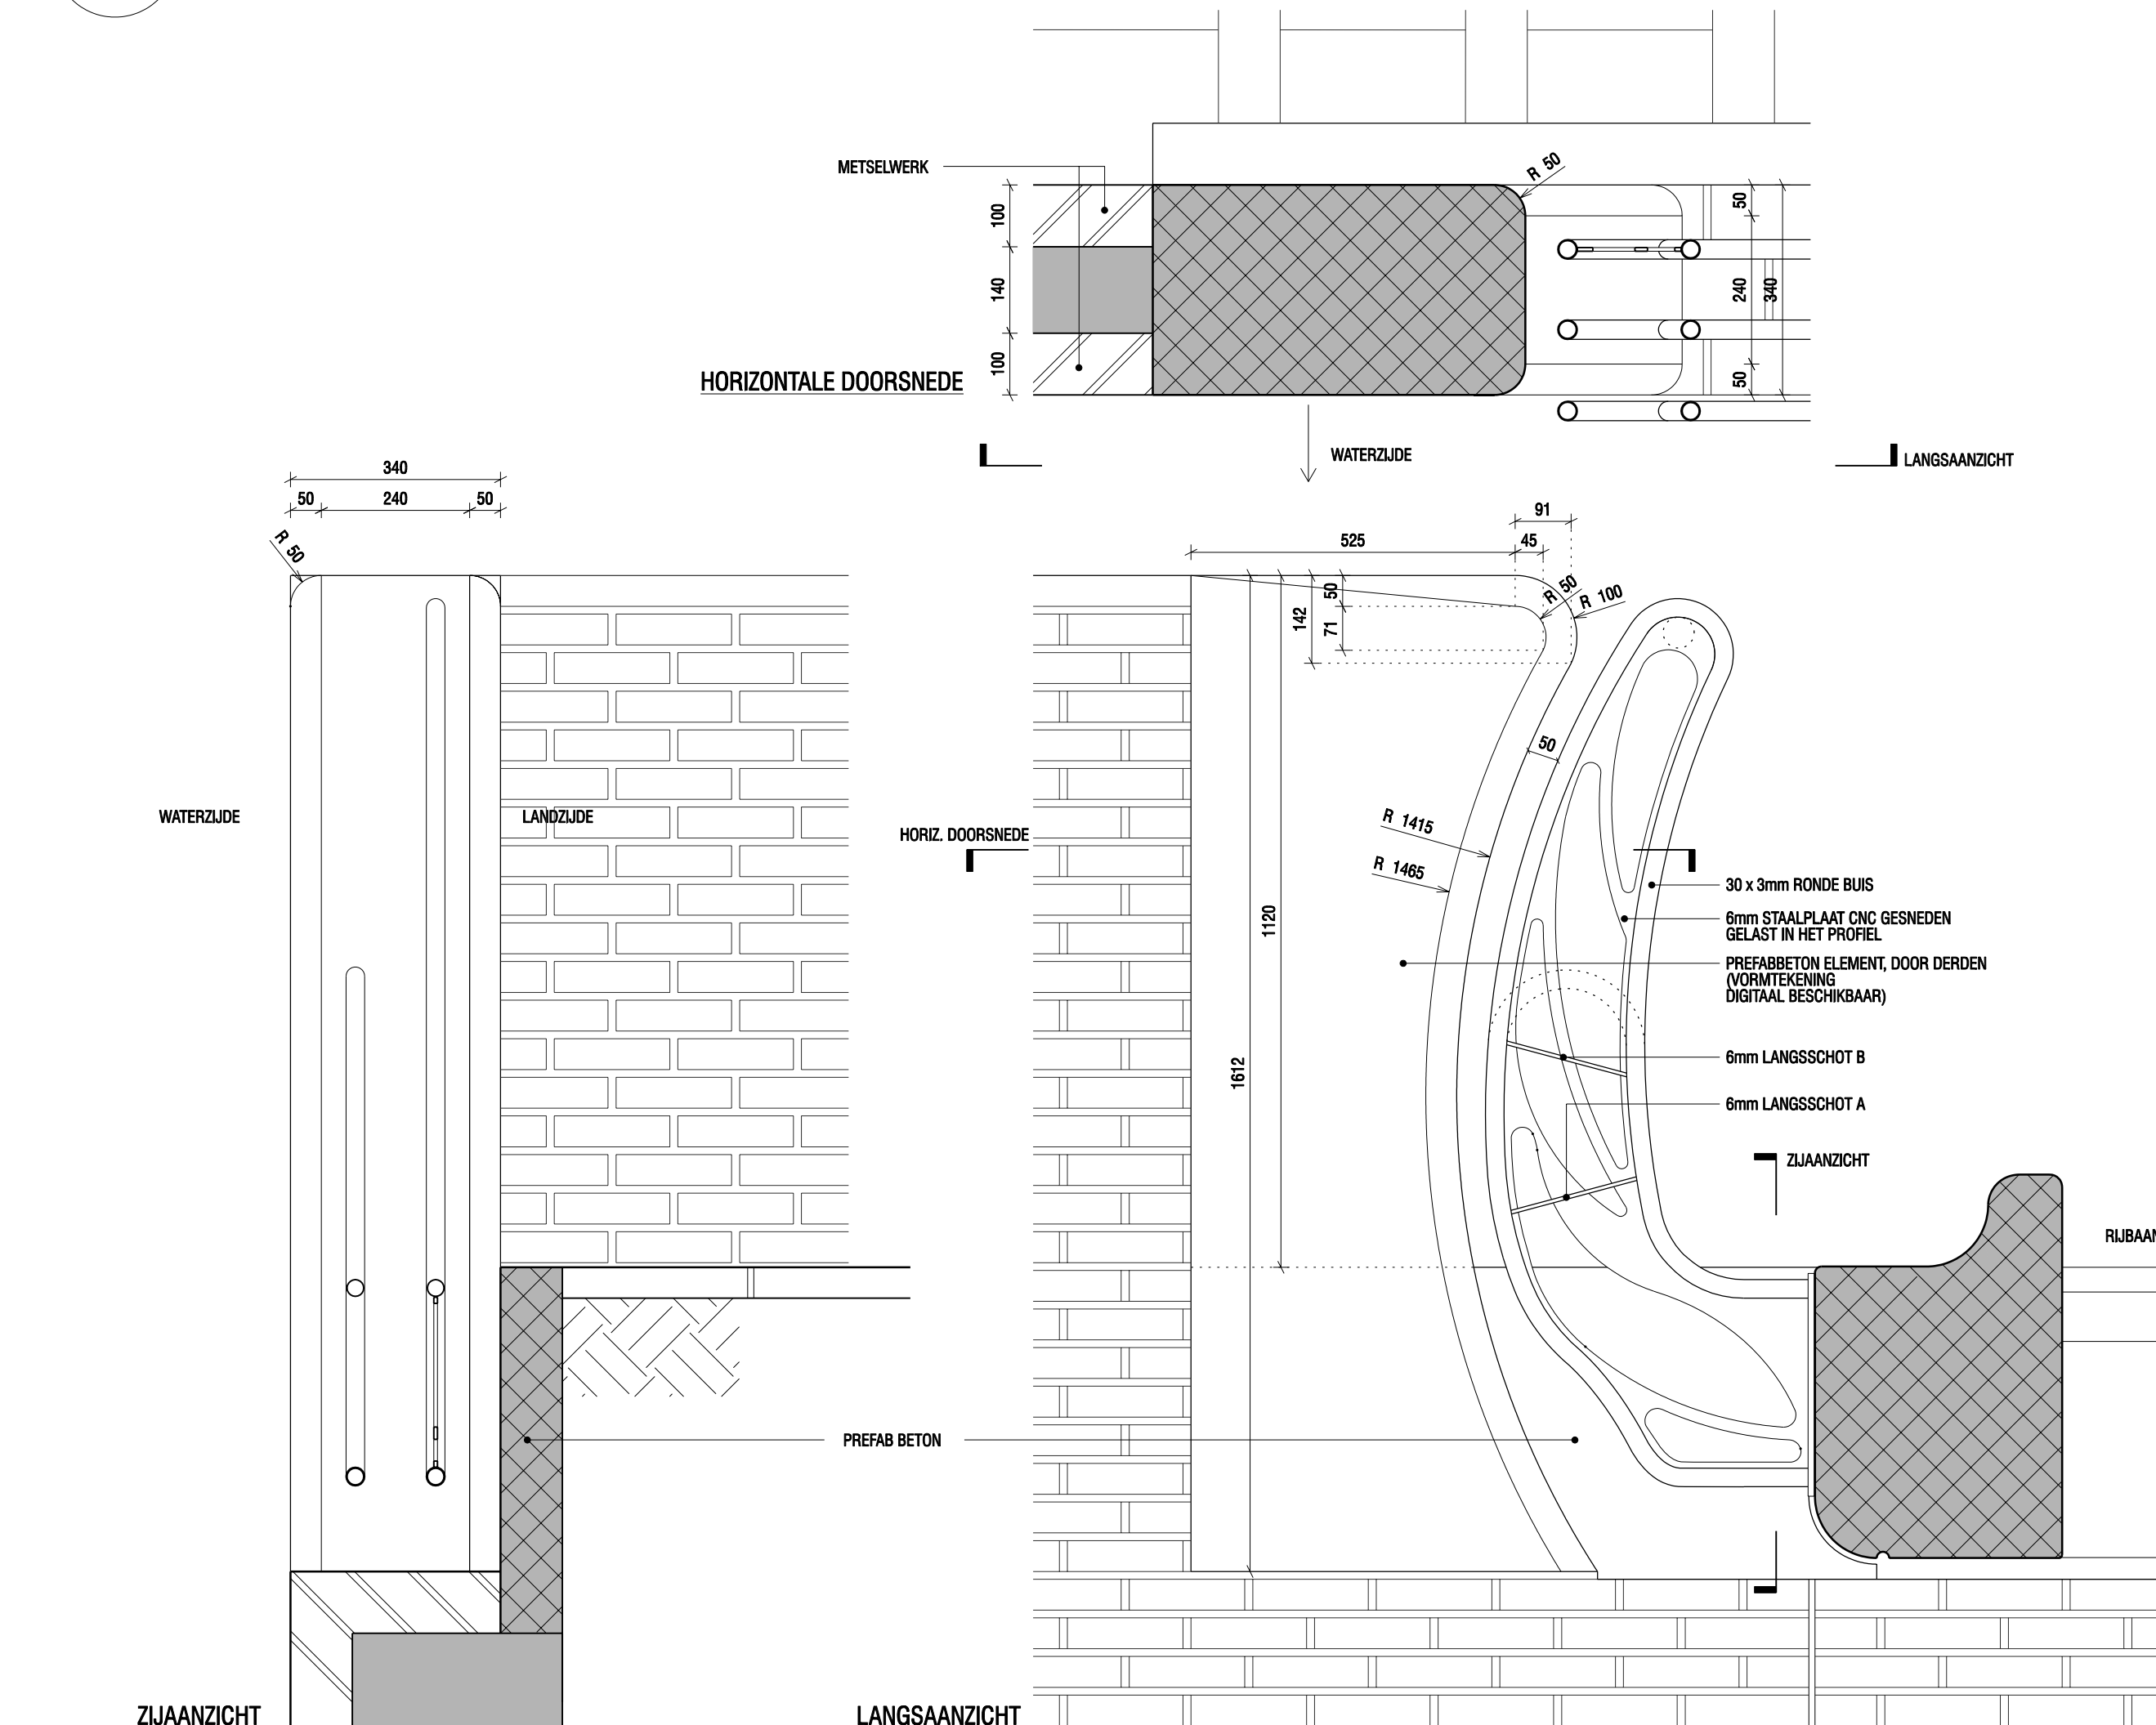 R 50
METSELWERK
100
140
100
50
240
340
50
HORIZONTALE DOORSNEDE
WATERZIJDE
LANGSAANZICHT
340
50 240 50
R 50
91
525 45
50
142
71
R 50
R 100
50
R 1415
R 1465
WATERZIJDE
LANDZIJDE
HORIZ. DOORSNEDE
1120
1612
30 x 3mm RONDE BUIS
6mm STAALPLAAT CNC GESNEDEN
GELAST IN HET PROFIEL
PREFABBETON ELEMENT, DOOR DERDEN
(VORMTEKENING
DIGITAAL BESCHIKBAAR)
6mm LANGSSCHOT B
6mm LANGSSCHOT A
ZIJAANZICHT
RIJBAAN
PREFAB BETON
ZIJAANZICHT
LANGSAANZICHT